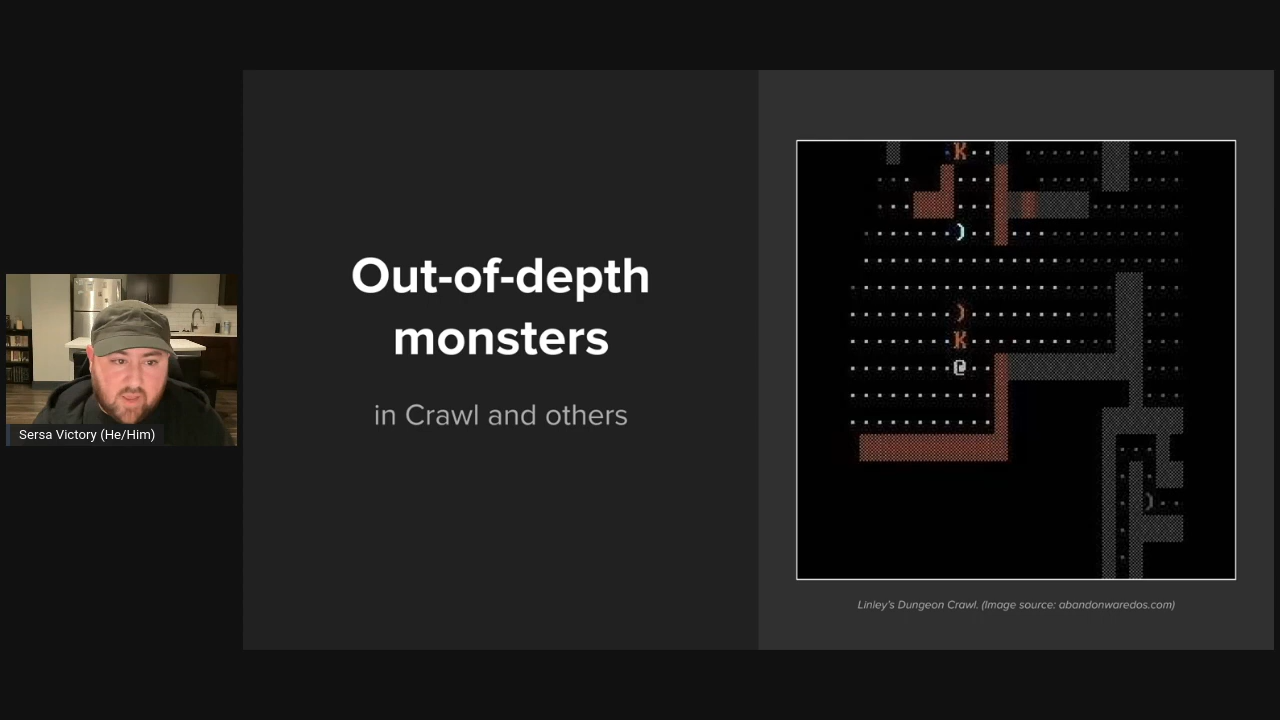 Out-of-depth
monsters
in Crawl and others
K
)
)
K
@
)
Linley's Dungeon Crawl. (Image source: abandonwaredos.com)
Sersa Victory (He/Him)